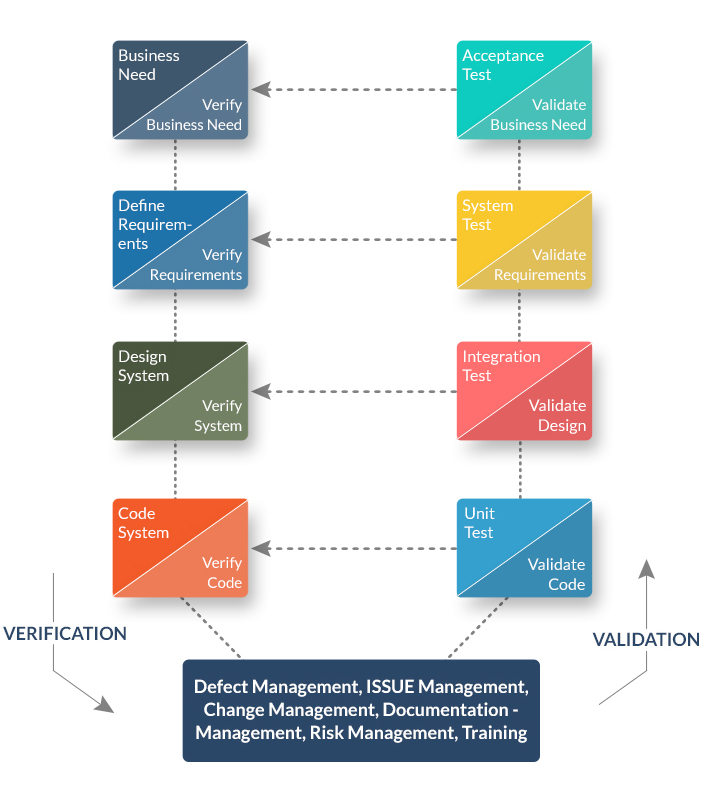 Business
Need
Verify
Business Need
Acceptance
Test
Validate
Business Need
Define
Requirem-
ents
Verify
Requirements
System
Test
Validate
Requirements
Design
System
Verify
System
Integration
Test
Validate
Design
Code
System
Verify
Code
Unit
Test
Validate
Code
VERIFICATION
VALIDATION
Defect Management, ISSUE Management,
Change Management, Documentation -
Management, Risk Management, Training